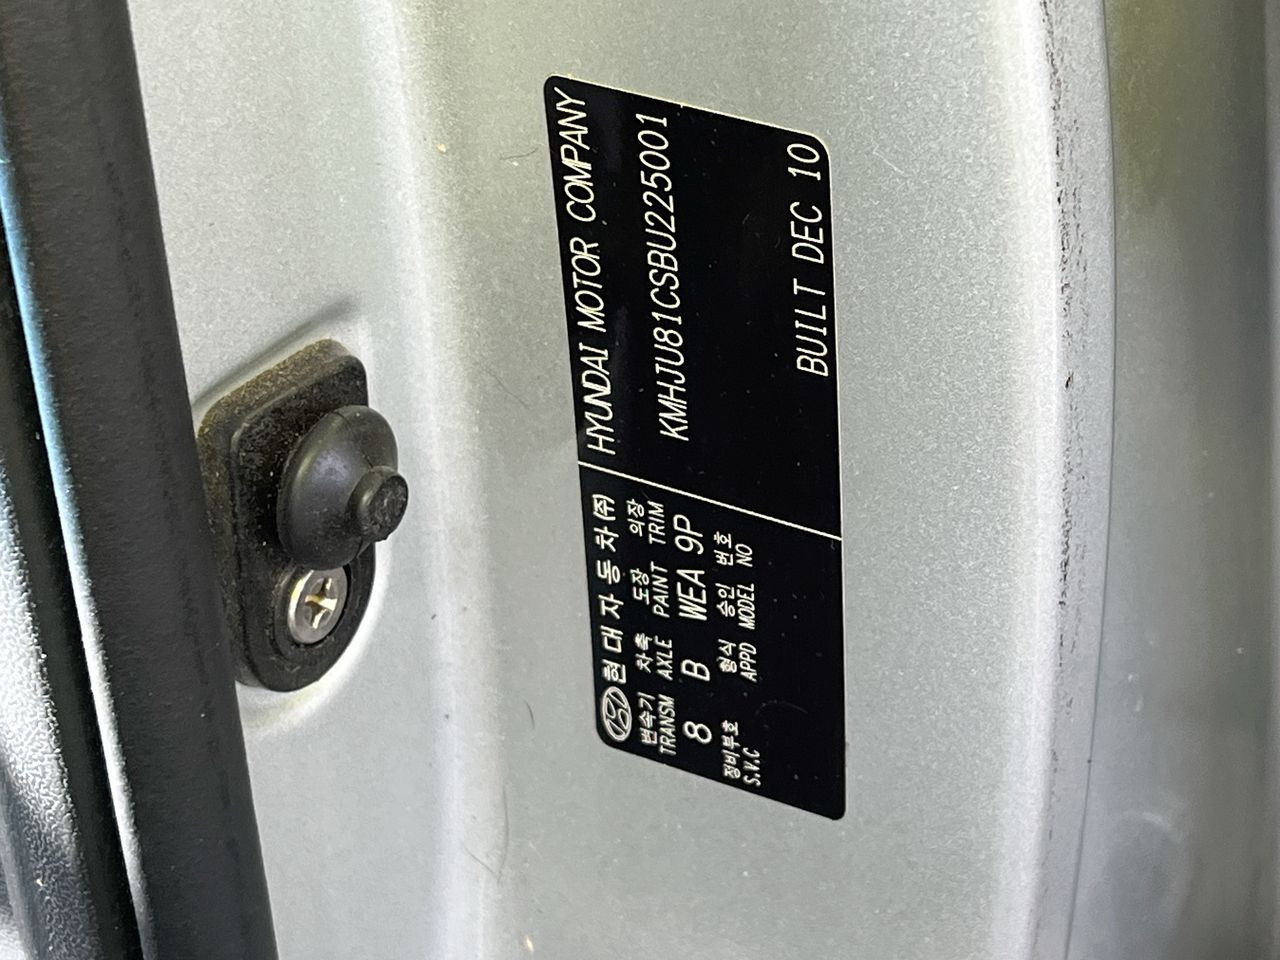 현대자동차(주)
HYUNDAI MOTOR COMPANY
변속기 차축 도장 의장
TRANSM AXLE PAINT TRIM
KMHJU81CSBU225001
8 B WEA 9P
정비부호 형식 승인 번호
S.V.C APPD MODEL NO
BUILT DEC 10